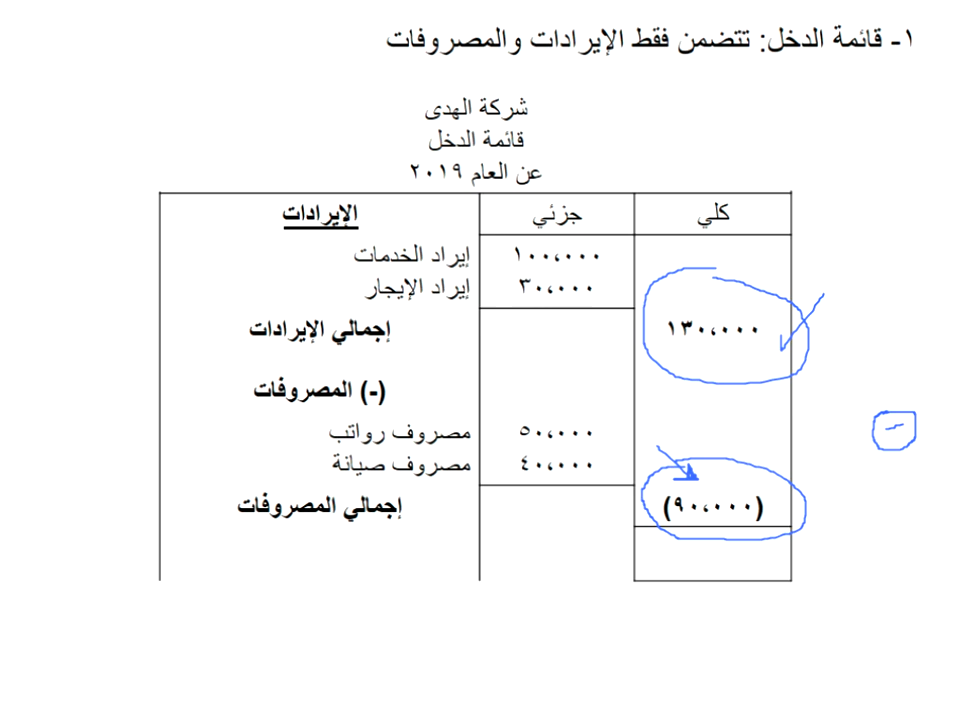 ١- قائمة الدخل: تتضمن فقط الإيرادات والمصروفات
شركة الهدى
قائمة الدخل
عن العام ٢٠١٩
الإيرادات جزئي كلي
إيراد الخدمات ١٠٠،٠٠٠
إيراد الإيجار ٣٠،٠٠٠
إجمالي الإيرادات ١٣٠،٠٠٠
(-) المصروفات
مصروف رواتب ٥٠،٠٠٠
مصروف صيانة ٤٠،٠٠٠
إجمالي المصروفات (٩٠،٠٠٠)